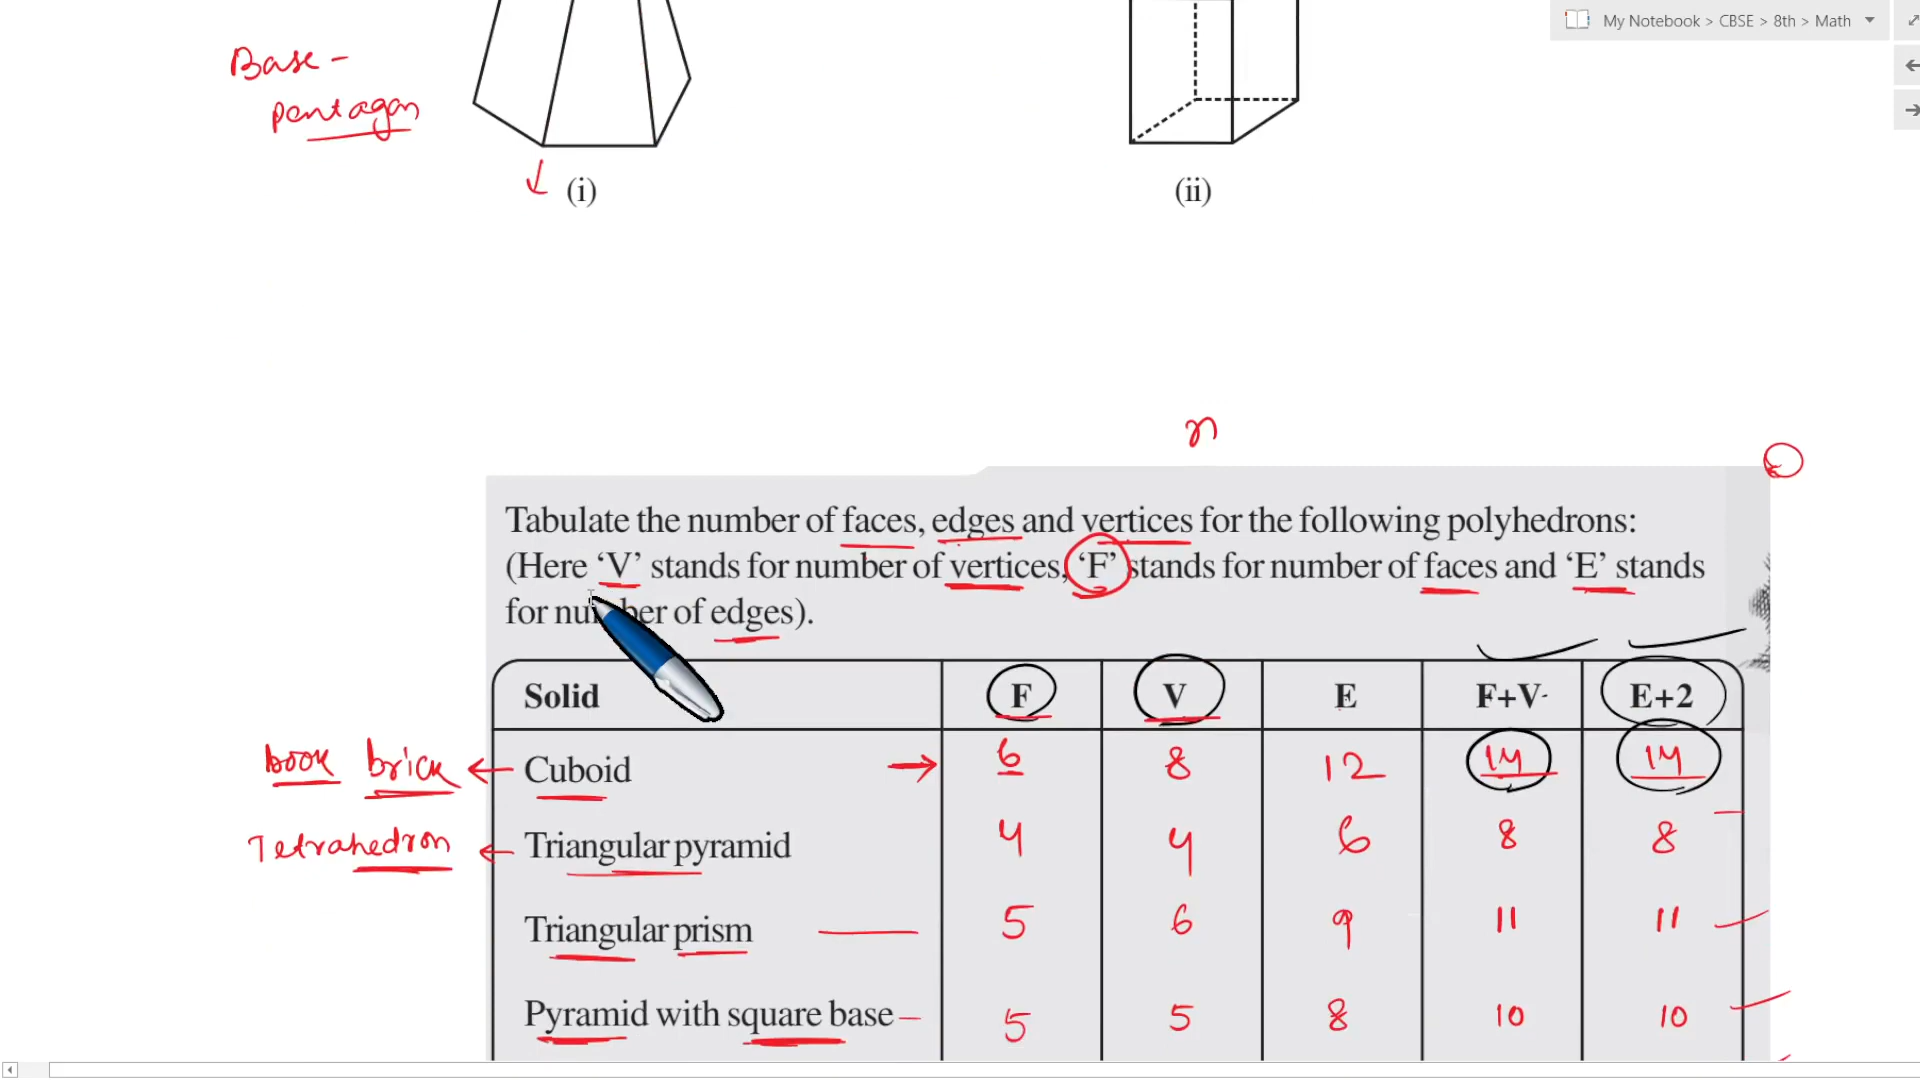 My Notebook > CBSE > 8th > Math
Base -
pentagon
(i)
(ii)
n
Tabulate the number of faces, edges and vertices for the following polyhedrons:
(Here ‘V’ stands for number of vertices, ‘F’ stands for number of faces and ‘E’ stands
for number of edges).
Solid F V E F+V E+2
book brick ← Cuboid → 6 8 12 14 14
Tetrahedron ← Triangular pyramid 4 4 6 8 8
Triangular prism 5 6 9 11 11
Pyramid with square base 5 5 8 10 10